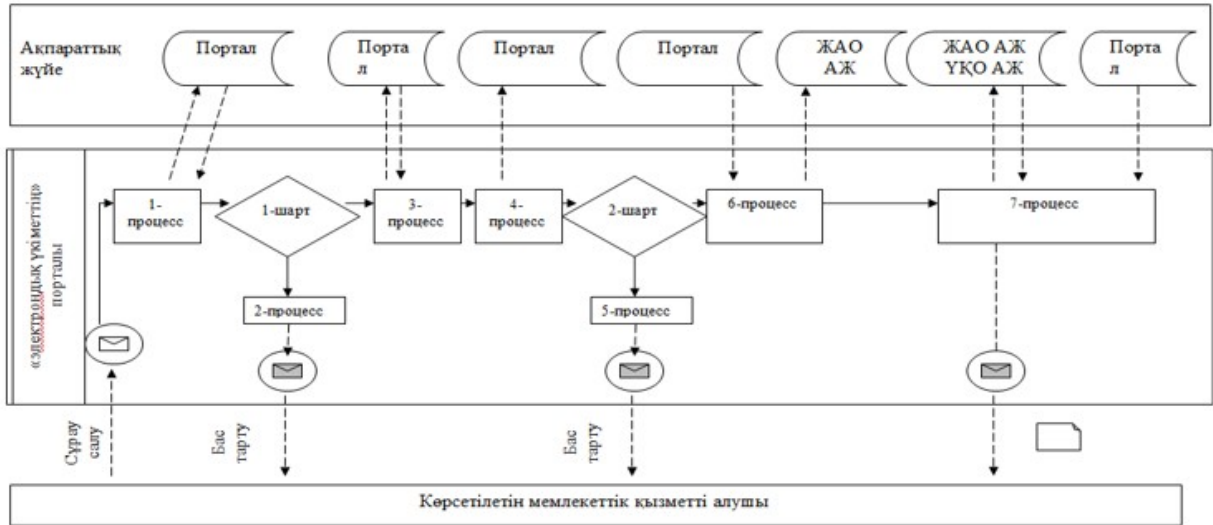 Ақпараттық
жүйе
Портал
Порта
л
Портал
Портал
ЖАО
АЖ
ЖАО АЖ
ҮҚО АЖ
Порта
л
«электрондық үкіметтің»
порталы
1-
процесс
1-шарт
3-
процесс
4-
процесс
2-шарт
6-процесс
7-процесс
2-процесс
5-процесс
Сұрау
салу
Бас
тарту
Бас
тарту
Көрсетілетін мемлекеттік қызметті алушы